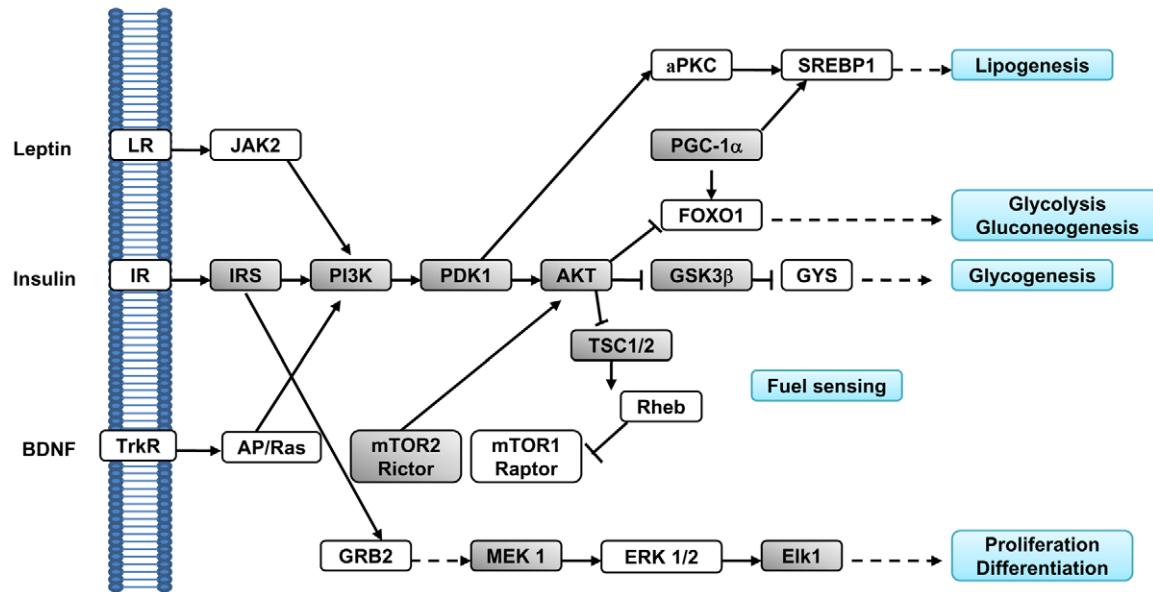 aPKC
SREBP1
Lipogenesis
Leptin
LR
JAK2
PGC-1α
FOXO1
Glycolysis
Gluconeogenesis
Insulin
IR
IRS
PI3K
PDK1
AKT
GSK3β
GYS
Glycogenesis
TSC1/2
Fuel sensing
Rheb
BDNF
TrkR
AP/Ras
mTOR2
Rictor
mTOR1
Raptor
GRB2
MEK 1
ERK 1/2
Elk1
Proliferation
Differentiation